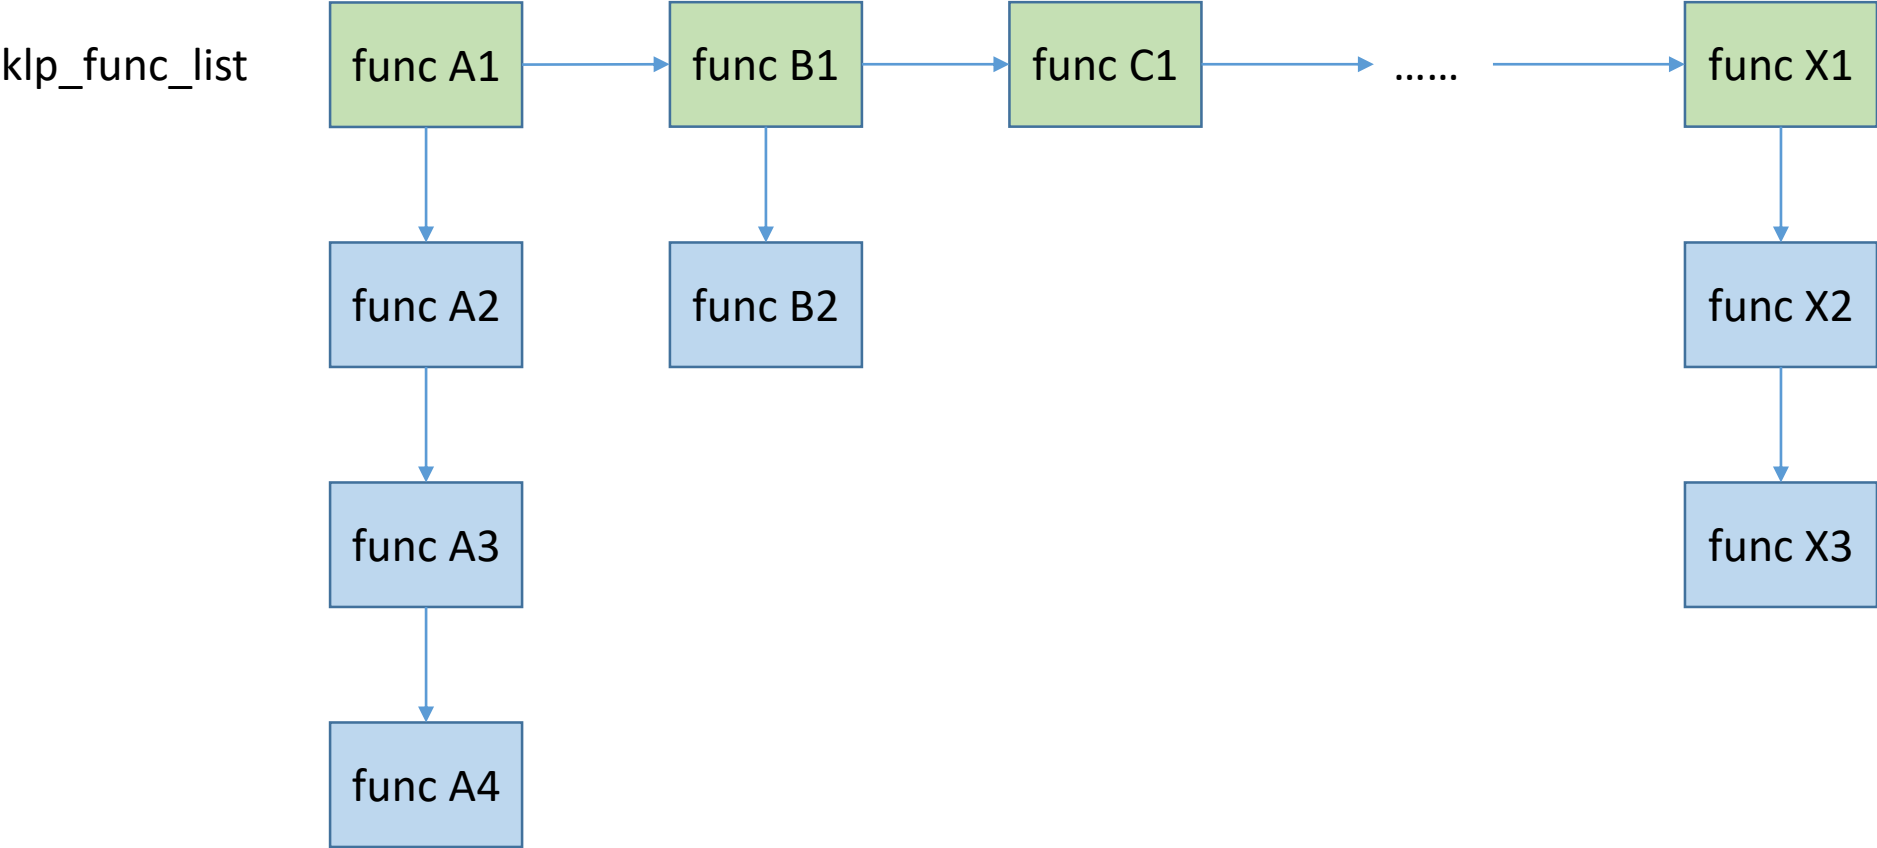 klp_func_list func A1 func B1 func C1 ...... func X1
func A2 func B2 func X2
func A3 func X3
func A4